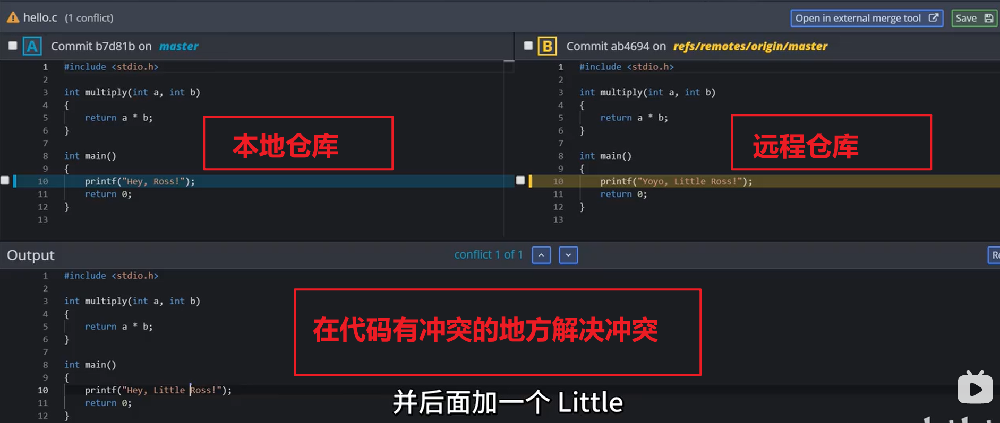 hello.c (1 conflict)
Open in external merge tool
Save
A Commit b7d81b on master
1 #include <stdio.h>
2
3 int multiply(int a, int b)
4 {
5 return a * b;
6 }
7
8 int main()
9 {
10 printf("Hey, Ross!");
11 return 0;
12 }
13
本地仓库
B Commit ab4694 on refs/remotes/origin/master
1 #include <stdio.h>
2
3 int multiply(int a, int b)
4 {
5 return a * b;
6 }
7
8 int main()
9 {
10 printf("Yoyo, Little Ross!");
11 return 0;
12 }
13
远程仓库
Output
conflict 1 of 1
1 #include <stdio.h>
2
3 int multiply(int a, int b)
4 {
5 return a * b;
6 }
7
8 int main()
9 {
10 printf("Hey, Little Ross!");
11 return 0;
12 }
在代码有冲突的地方解决冲突
并后面加一个 Little